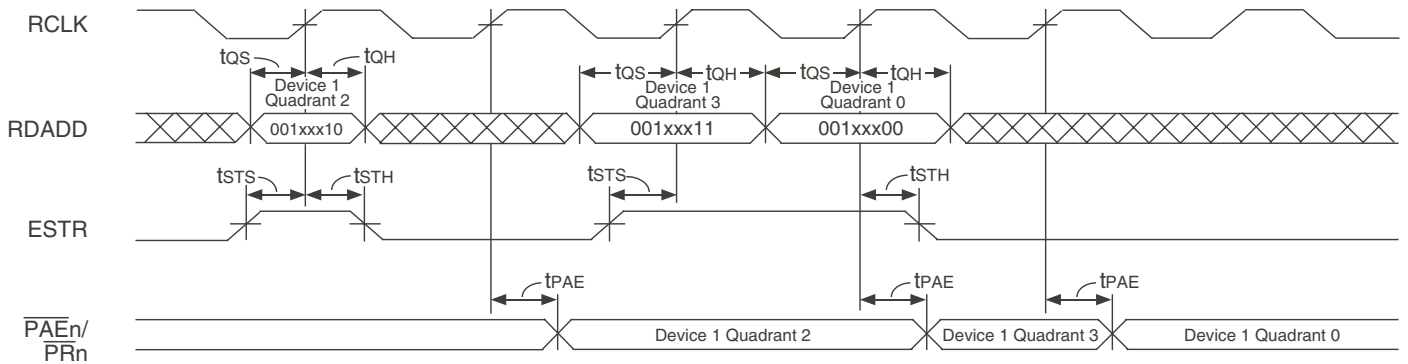 RCLK
tQS
tQH
tQS
tQH
tQS
tQH
Device 1
Quadrant 2
Device 1
Quadrant 3
Device 1
Quadrant 0
RDADD
001xxx10
001xxx11
001xxx00
tSTS
tSTH
tSTS
tSTH
ESTR
tPAE
tPAE
tPAE
PAEn/
PRn
Device 1 Quadrant 2
Device 1 Quadrant 3
Device 1 Quadrant 0